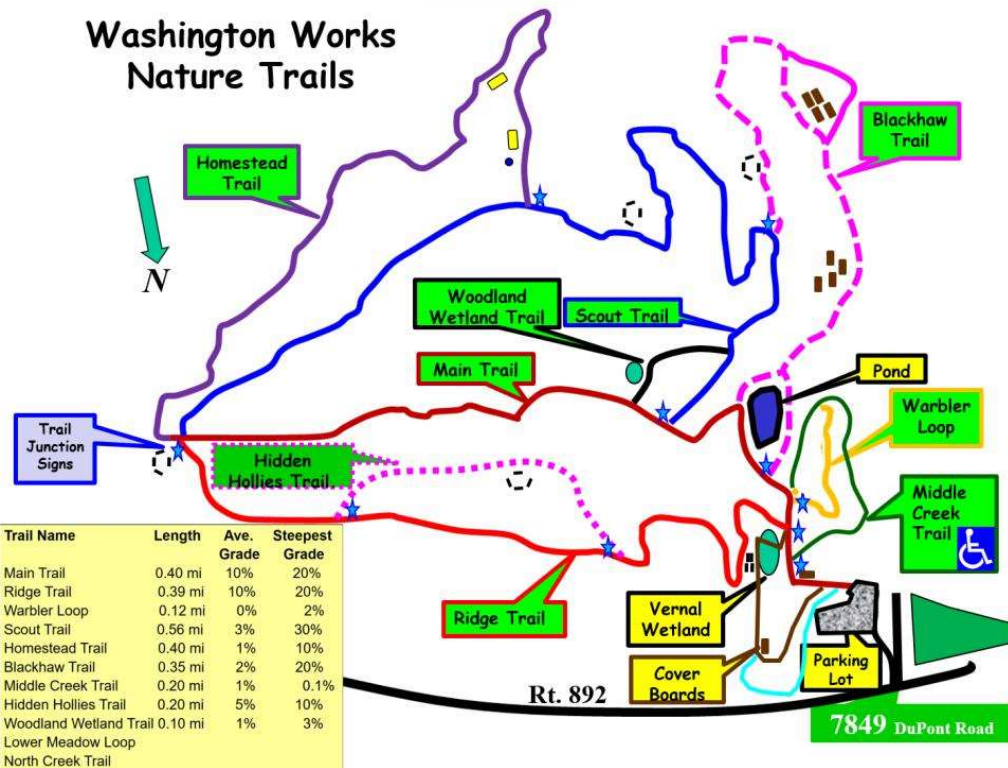 Washington Works
Nature Trails
Blackhaw
Trail
Homestead
Trail
N
Woodland
Wetland Trail
Scout Trail
Main Trail
Pond
Warbler
Loop
Trail
Junction
Signs
Hidden
Hollies Trail.
Middle
Creek
Trail
Ridge Trail
Vernal
Wetland
Cover
Boards
Parking
Lot
Rt. 892
7849 DuPont Road
Trail Name Length Ave. Grade Steepest Grade
Main Trail 0.40 mi 10% 20%
Ridge Trail 0.39 mi 10% 20%
Warbler Loop 0.12 mi 0% 2%
Scout Trail 0.56 mi 3% 30%
Homestead Trail 0.40 mi 1% 10%
Blackhaw Trail 0.35 mi 2% 20%
Middle Creek Trail 0.20 mi 1% 0.1%
Hidden Hollies Trail 0.20 mi 5% 10%
Woodland Wetland Trail 0.10 mi 1% 3%
Lower Meadow Loop
North Creek Trail